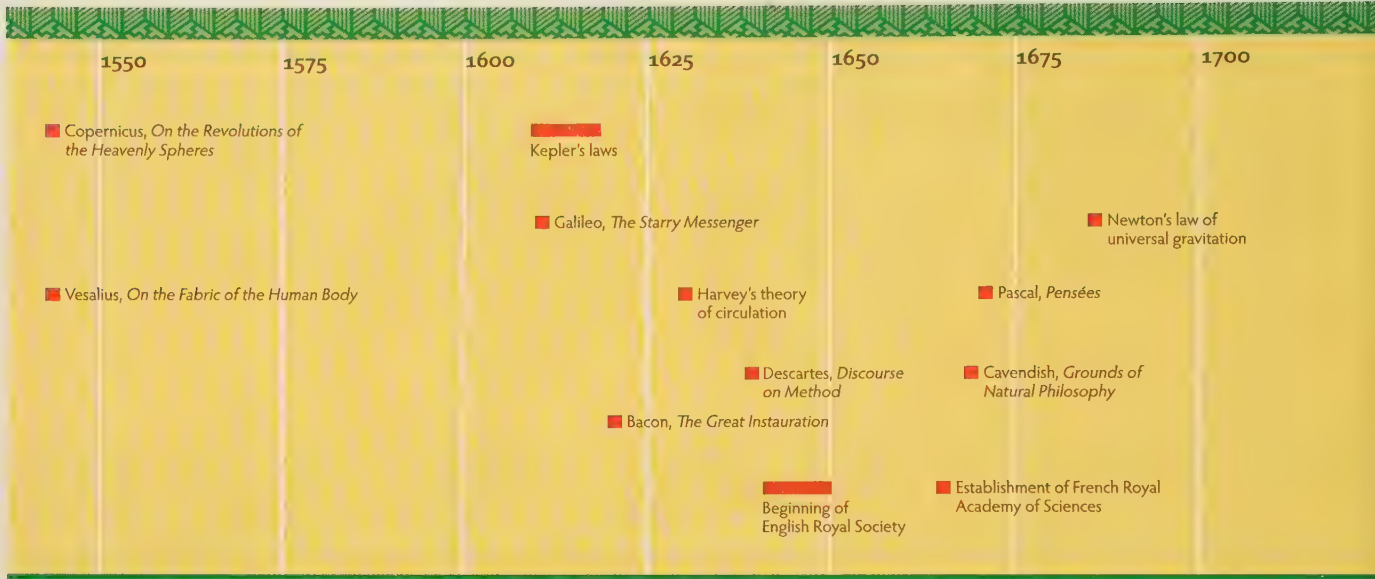 1550 1575 1600 1625 1650 1675 1700
Copernicus, On the Revolutions of
the Heavenly Spheres
Kepler's laws
Galileo, The Starry Messenger
Newton's law of
universal gravitation
Vesalius, On the Fabric of the Human Body
Harvey's theory
of circulation
Pascal, Pensées
Descartes, Discourse
on Method
Cavendish, Grounds of
Natural Philosophy
Bacon, The Great Instauration
Beginning of
English Royal Society
Establishment of French Royal
Academy of Sciences